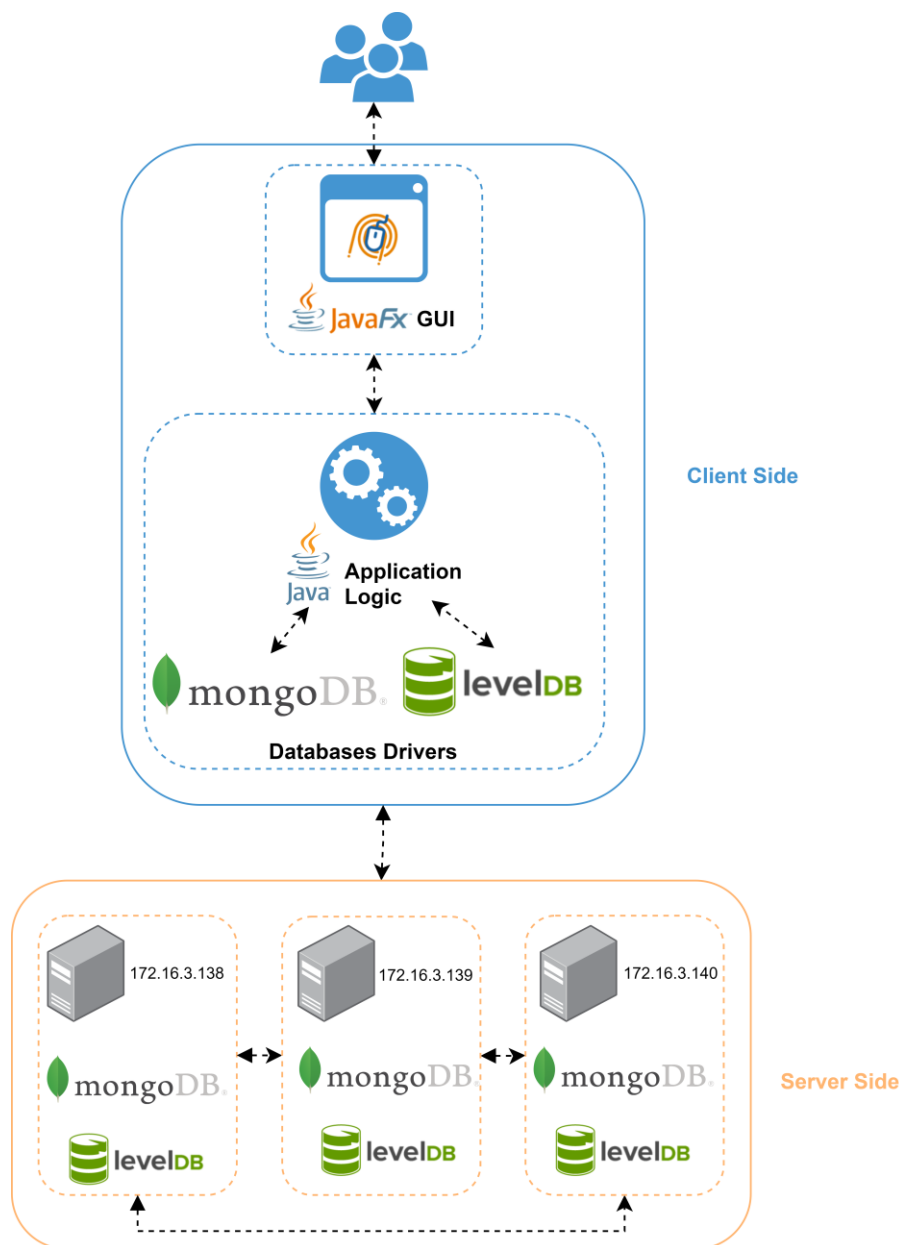 JavaFx GUI
Client Side
Java
Application
Logic
mongoDB®
levelDB
Databases Drivers
172.16.3.138
172.16.3.139
172.16.3.140
mongoDB®
mongoDB®
mongoDB®
Server Side
levelDB
levelDB
levelDB